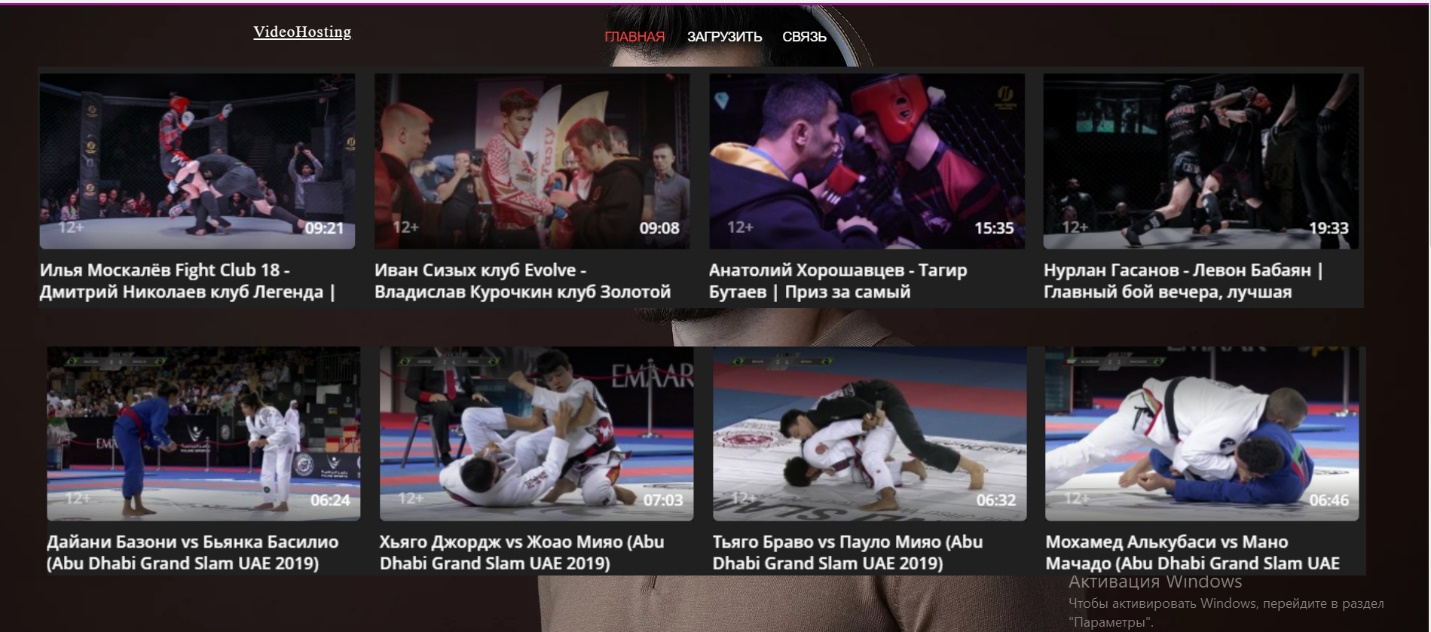 VideoHosting
ГЛАВНАЯ ЗАГРУЗИТЬ СВЯЗЬ
12+ 09:21
12+ 09:08
12+ 15:35
12+ 19:33
Илья Москалёв Fight Club 18 -
Дмитрий Николаев клуб Легенда |
Иван Сизых клуб Evolve -
Владислав Курочкин клуб Золотой
Анатолий Хорошавцев - Тагир
Бутаев | Приз за самый
Нурлан Гасанов - Левон Бабаян |
Главный бой вечера, лучшая
EMAAR
12+ 06:24
12+ 07:03
12+ 06:32
12+ 06:46
Дайани Базони vs Бьянка Басилио
(Abu Dhabi Grand Slam UAE 2019)
Хьяго Джордж vs Жоао Мияо (Abu
Dhabi Grand Slam UAE 2019)
Тьяго Браво vs Пауло Мияо (Abu
Dhabi Grand Slam UAE 2019)
Мохамед Алькубаси vs Мано
Мачадо (Abu Dhabi Grand Slam UAE
Активация Windows
Чтобы активировать Windows, перейдите в раздел
"Параметры".